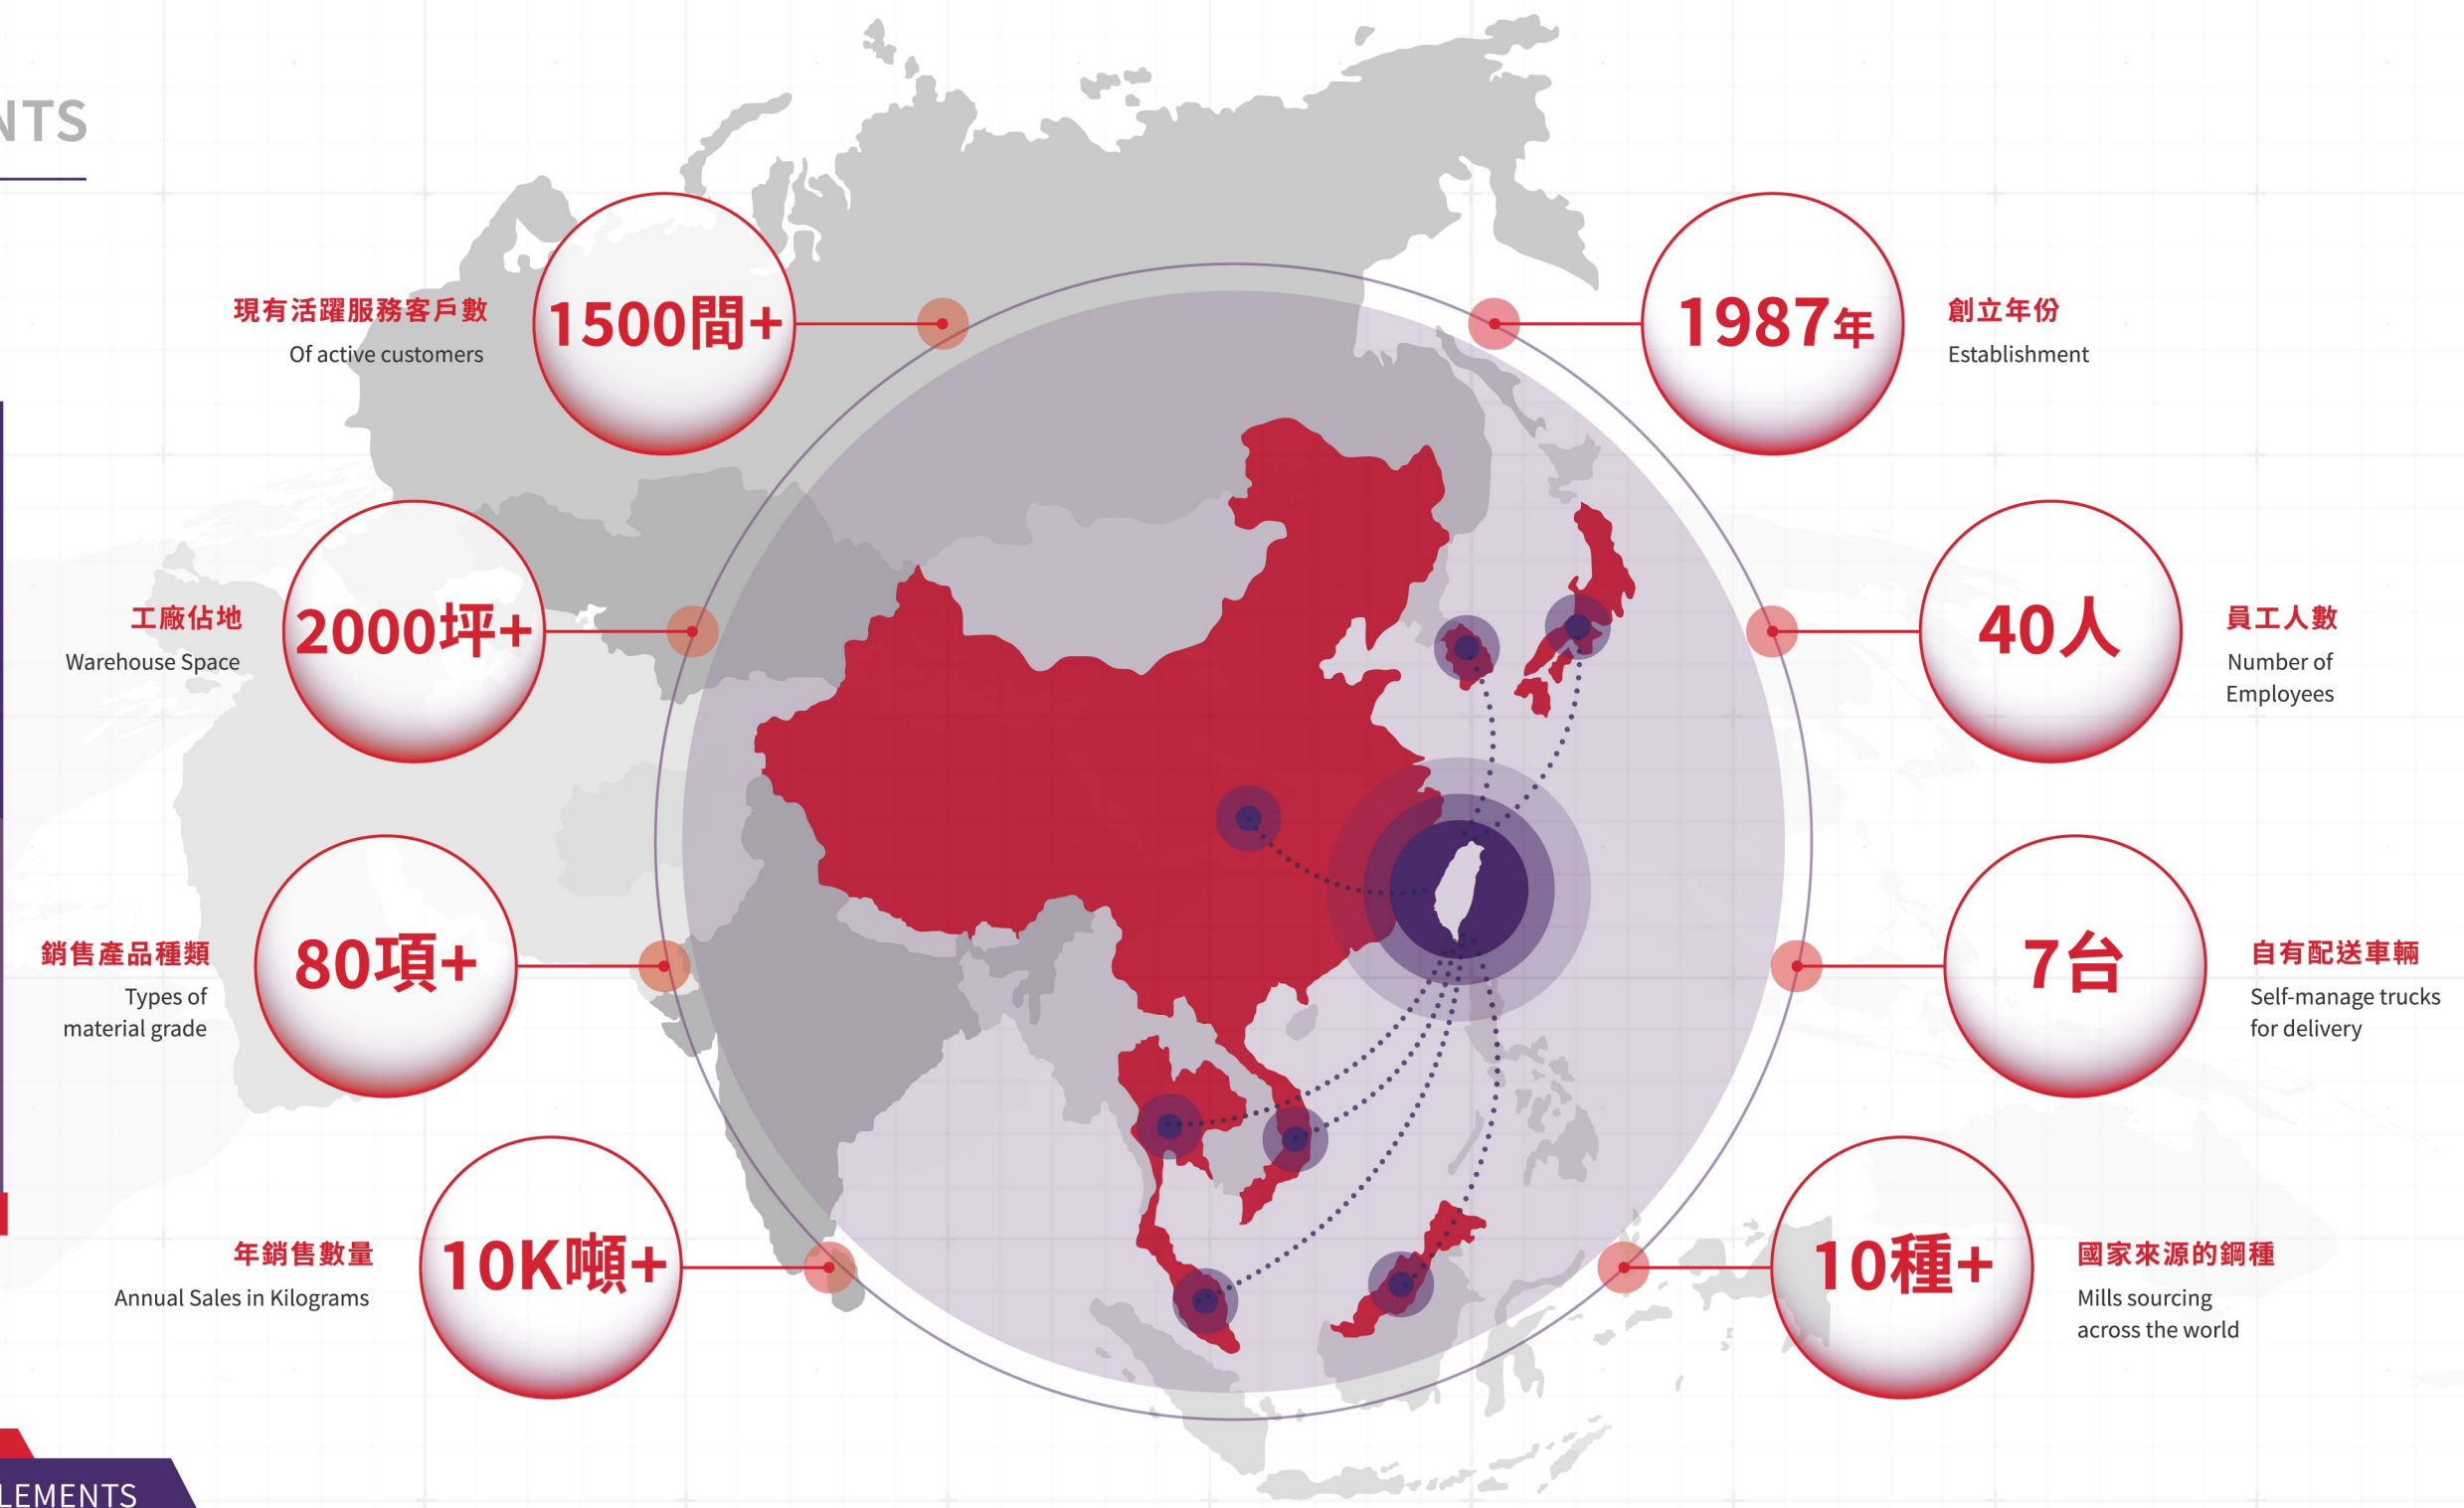 NTS
1500間+
現有活躍服務客戶數
Of active customers
1987年
創立年份
Establishment
2000坪+
工廠佔地
Warehouse Space
40人
員工人數
Number of
Employees
80項+
銷售產品種類
Types of
material grade
7台
自有配送車輛
Self-manage trucks
for delivery
10K噸+
年銷售數量
Annual Sales in Kilograms
10種+
國家來源的鋼種
Mills sourcing
across the world
LEMENTS